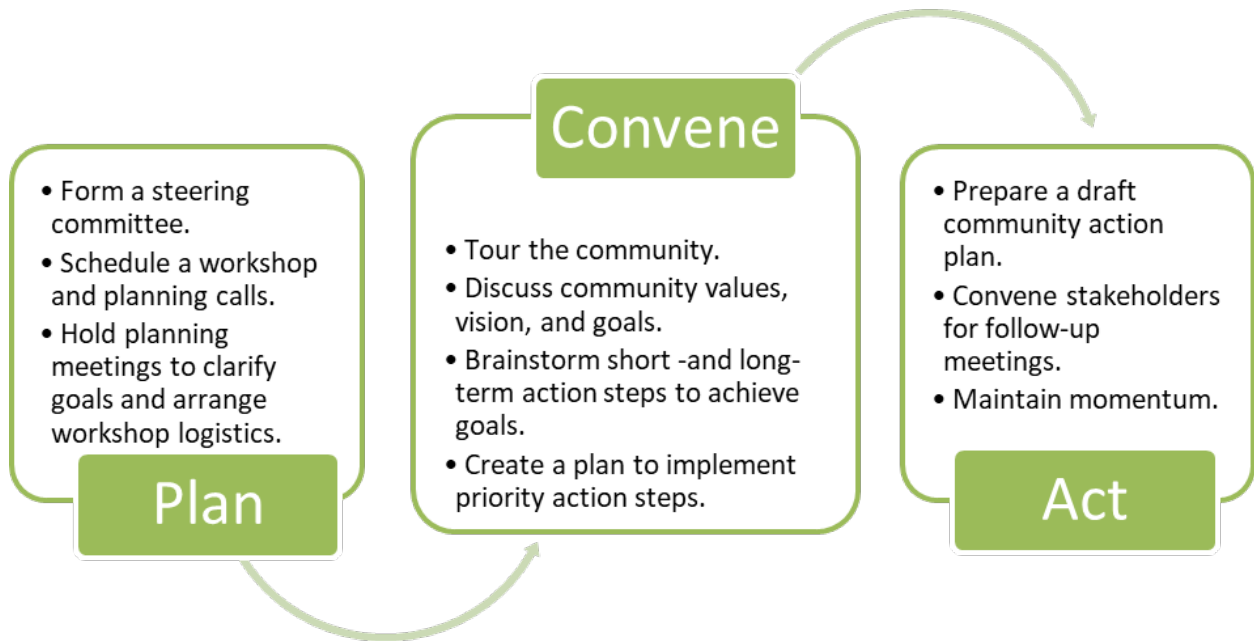 • Form a steering
committee.
• Schedule a workshop
and planning calls.
• Hold planning
meetings to clarify
goals and arrange
workshop logistics.
Plan
Convene
• Tour the community.
• Discuss community values,
vision, and goals.
• Brainstorm short -and long-
term action steps to achieve
goals.
• Create a plan to implement
priority action steps.
• Prepare a draft
community action
plan.
• Convene stakeholders
for follow-up
meetings.
• Maintain momentum.
Act